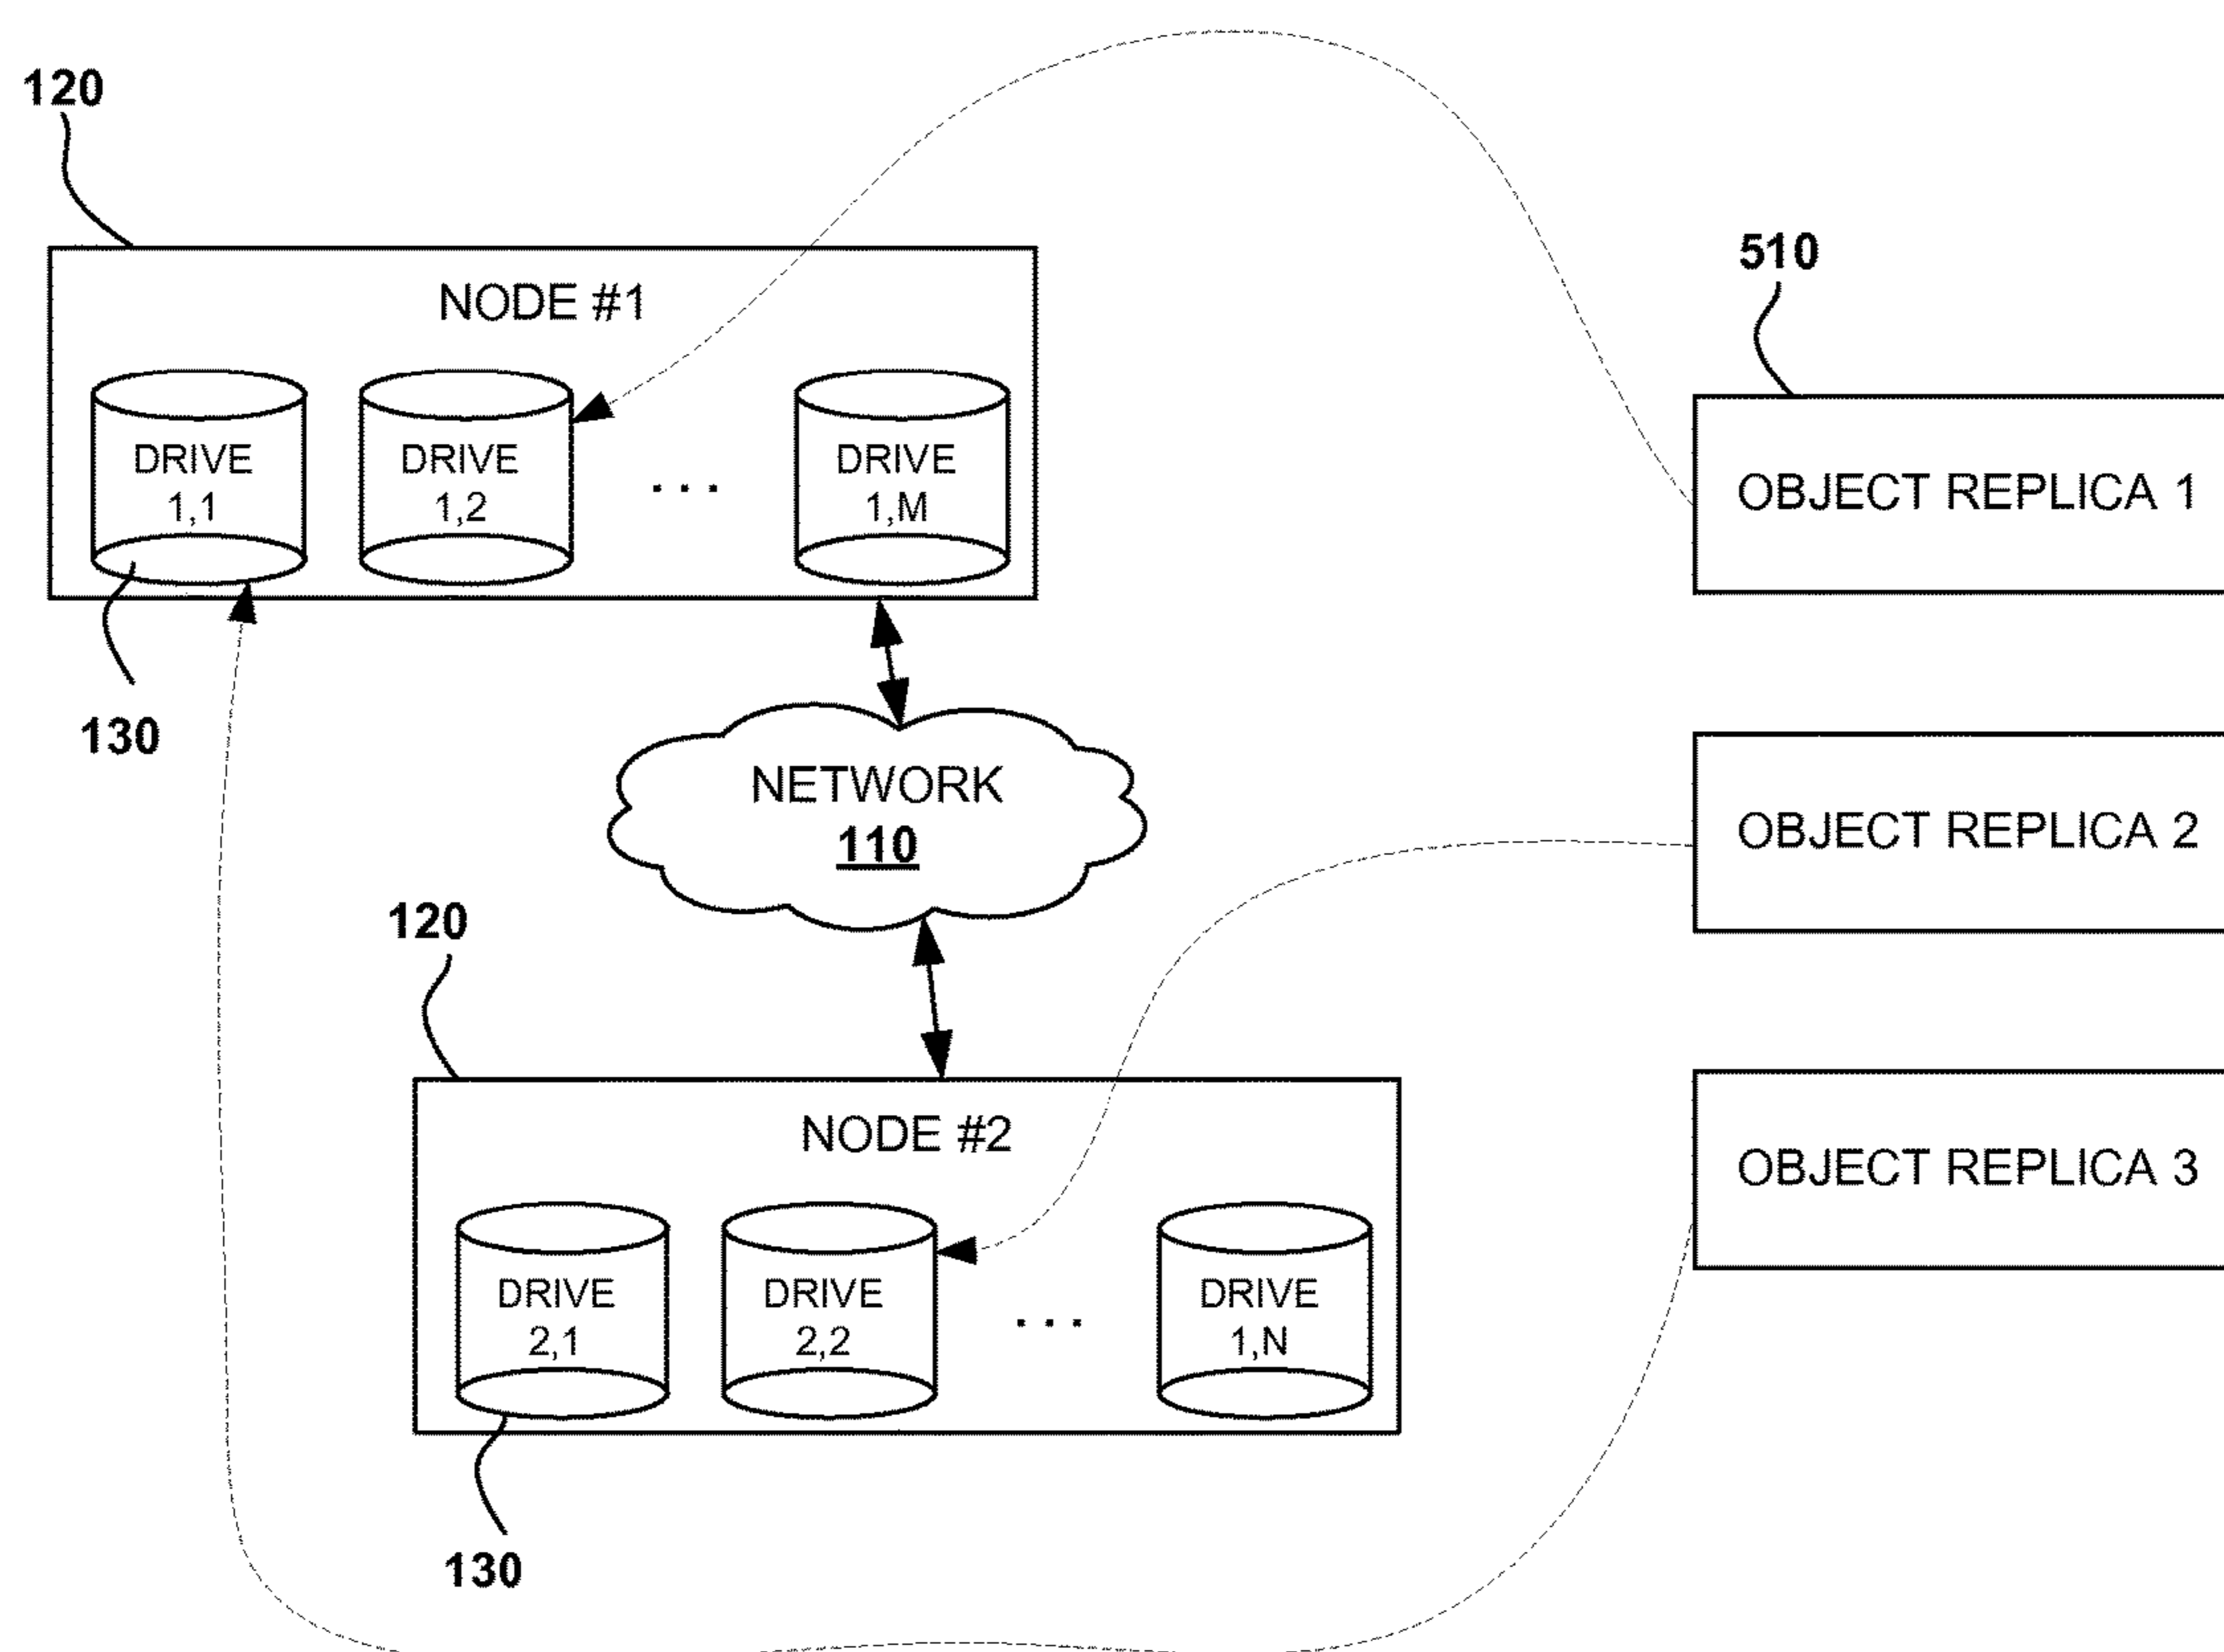 120
NODE #1
DRIVE
1,1
DRIVE
1,2
...
DRIVE
1,M
130
510
OBJECT REPLICA 1
NETWORK
110
OBJECT REPLICA 2
120
NODE #2
DRIVE
2,1
DRIVE
2,2
...
DRIVE
1,N
130
OBJECT REPLICA 3